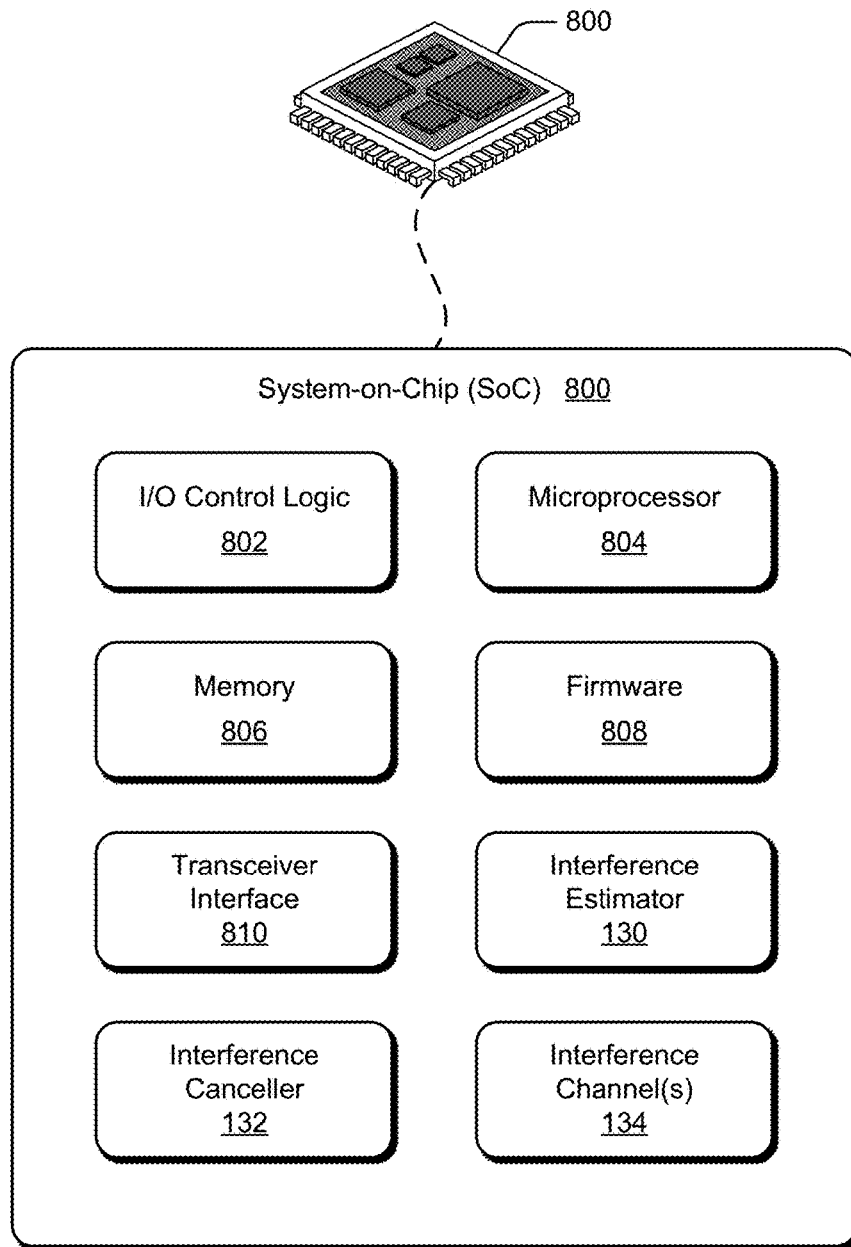 800
System-on-Chip (SoC) 800
I/O Control Logic
802
Microprocessor
804
Memory
806
Firmware
808
Transceiver
Interface
810
Interference
Estimator
130
Interference
Canceller
132
Interference
Channel(s)
134